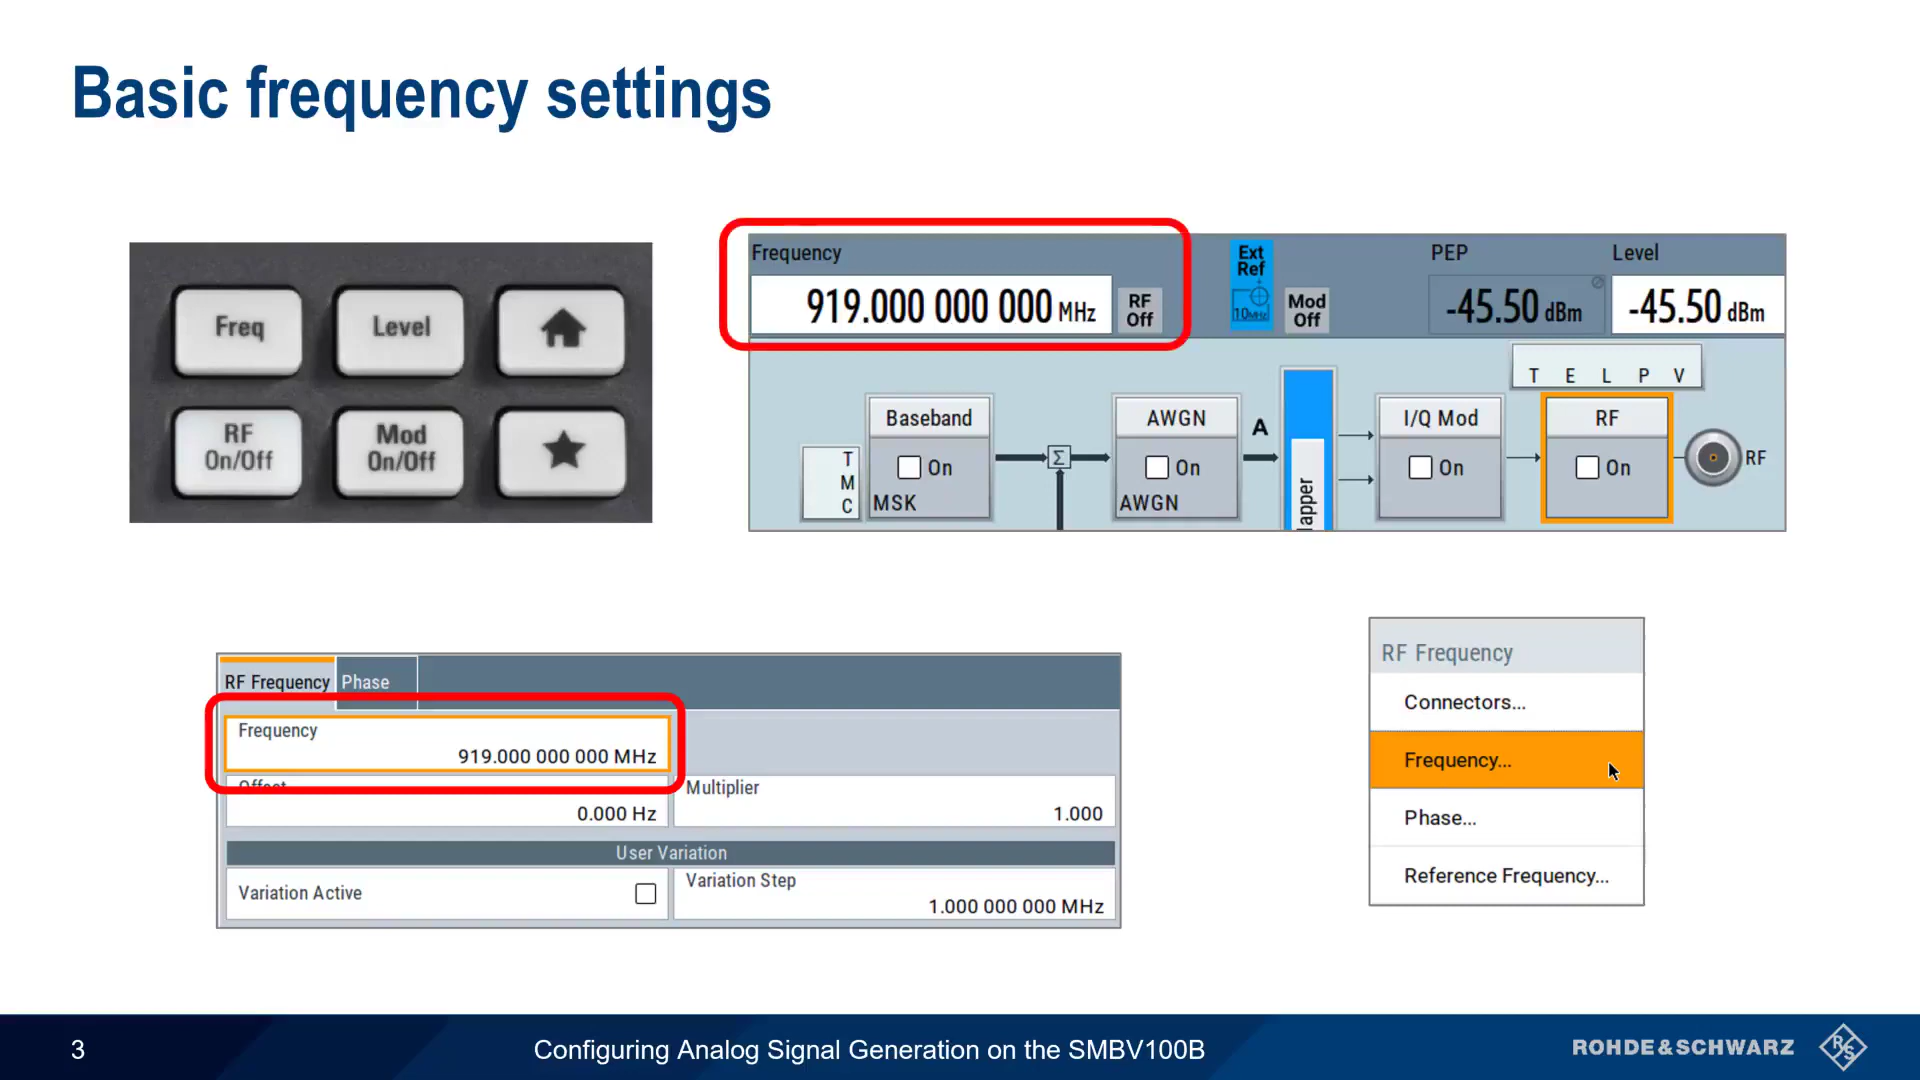 Basic frequency settings
Freq
Level
RF
On/Off
Mod
On/Off
Frequency
919.000 000 000 MHz
RF
Off
Ext
Ref
10MHz
Mod
Off
PEP
-45.50 dBm
Level
-45.50 dBm
T E L P V
T
M
C
Baseband
On
MSK
Σ
AWGN
On
AWGN
A
apper
I/Q Mod
On
RF
On
RF
RF Frequency
Phase
Frequency
919.000 000 000 MHz
Offset
0.000 Hz
Multiplier
1.000
User Variation
Variation Active
Variation Step
1.000 000 000 MHz
RF Frequency
Connectors...
Frequency...
Phase...
Reference Frequency...
3
Configuring Analog Signal Generation on the SMBV100B
ROHDE&SCHWARZ
R&S